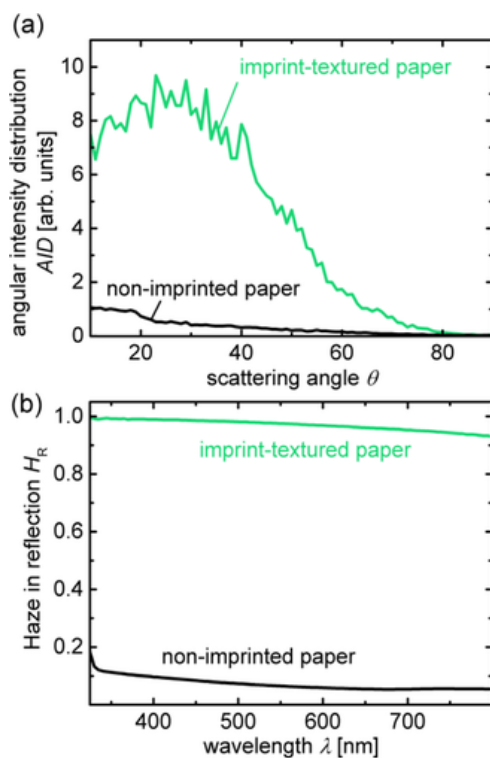 (a)
10
8
6
4
2
0
angular intensity distribution
AID [arb. units]
imprint-textured paper
non-imprinted paper
20 40 60 80
scattering angle θ
(b)
1.0
0.8
0.6
0.4
0.2
Haze in reflection H_R
imprint-textured paper
non-imprinted paper
400 500 600 700
wavelength λ [nm]